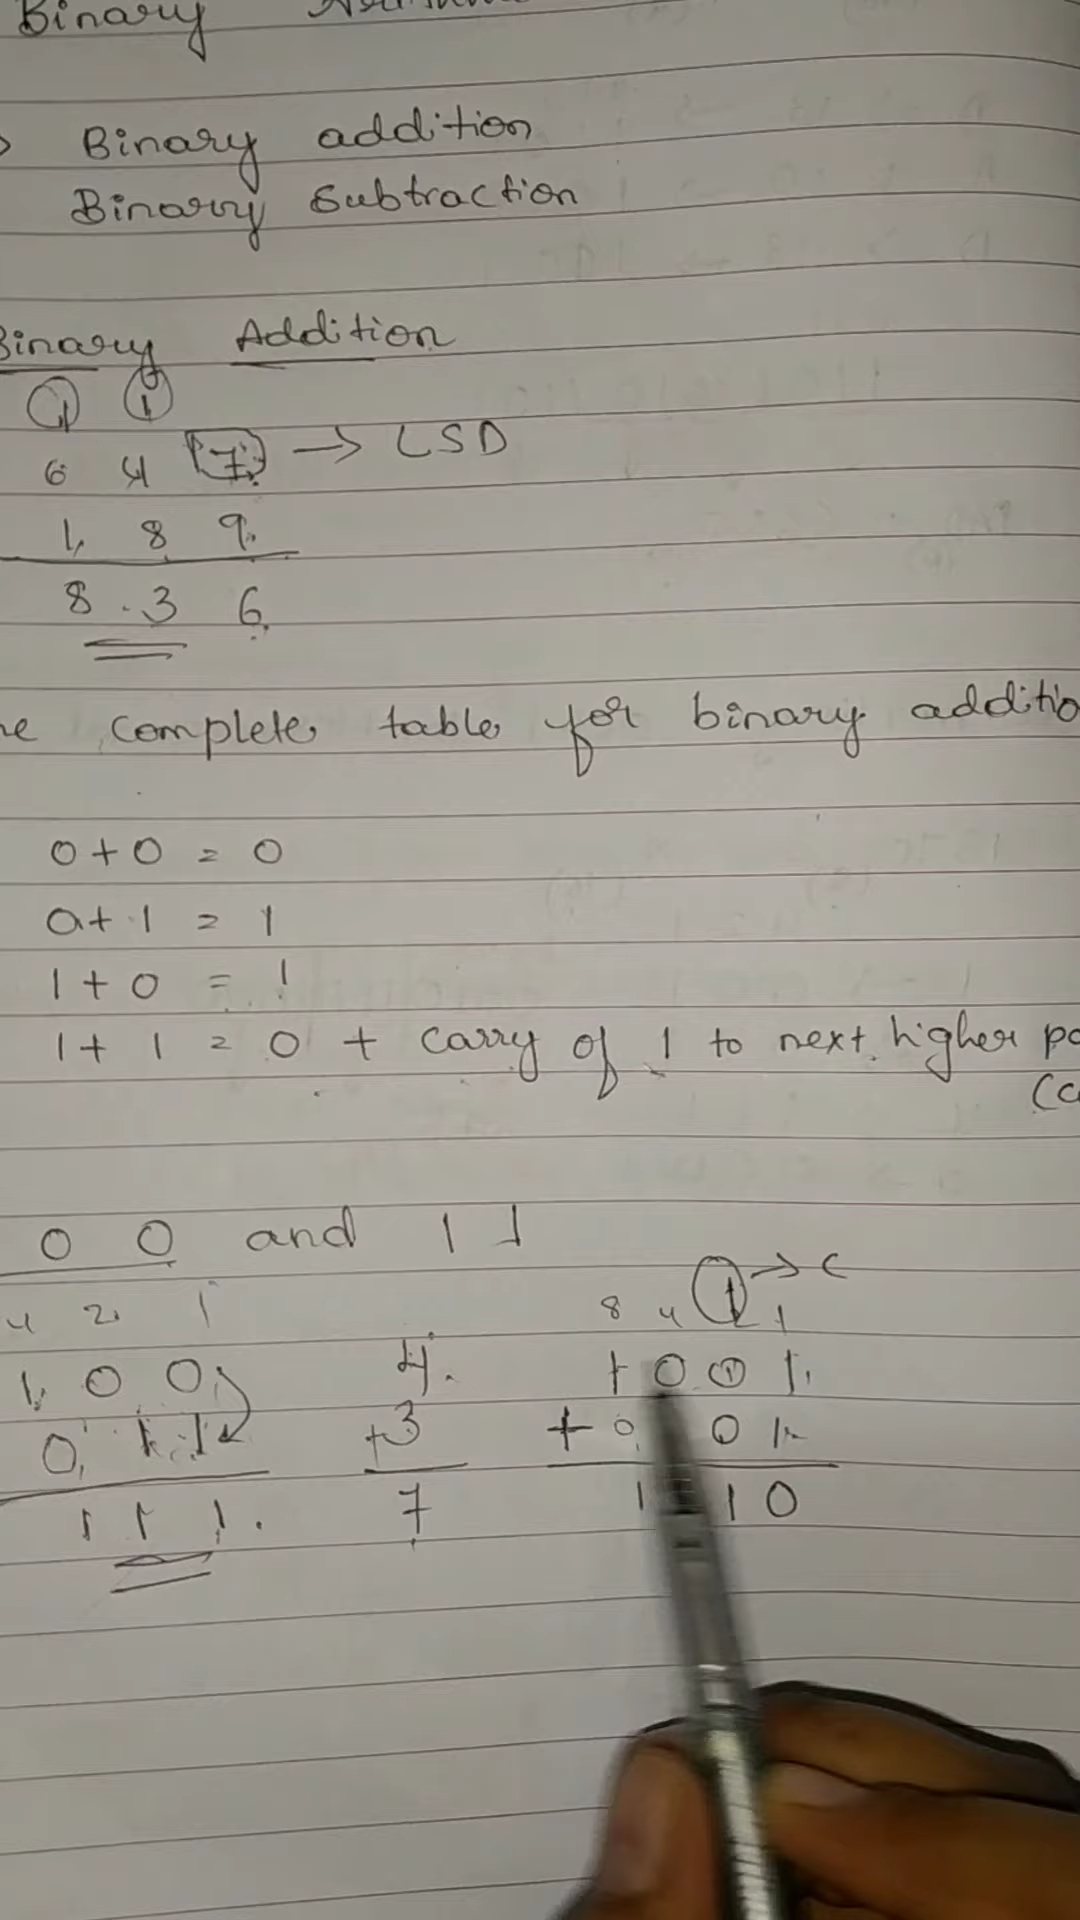 Binary
Binary addition
Binary Subtraction
Binary Addition
1 1
6 4 7 → LSD
1 8 9
8 3 6
complete table for binary additio
0 + 0 = 0
0 + 1 = 1
1 + 0 = 1
1 + 1 = 0 + carry of 1 to next higher
0 0 and 1 1
4 2 1 8 4 1 → C
2 1
1 0 0 4 1 0 0 1
0 1 1 +3 + 0 0 1
1 1 1 7 1 1 0